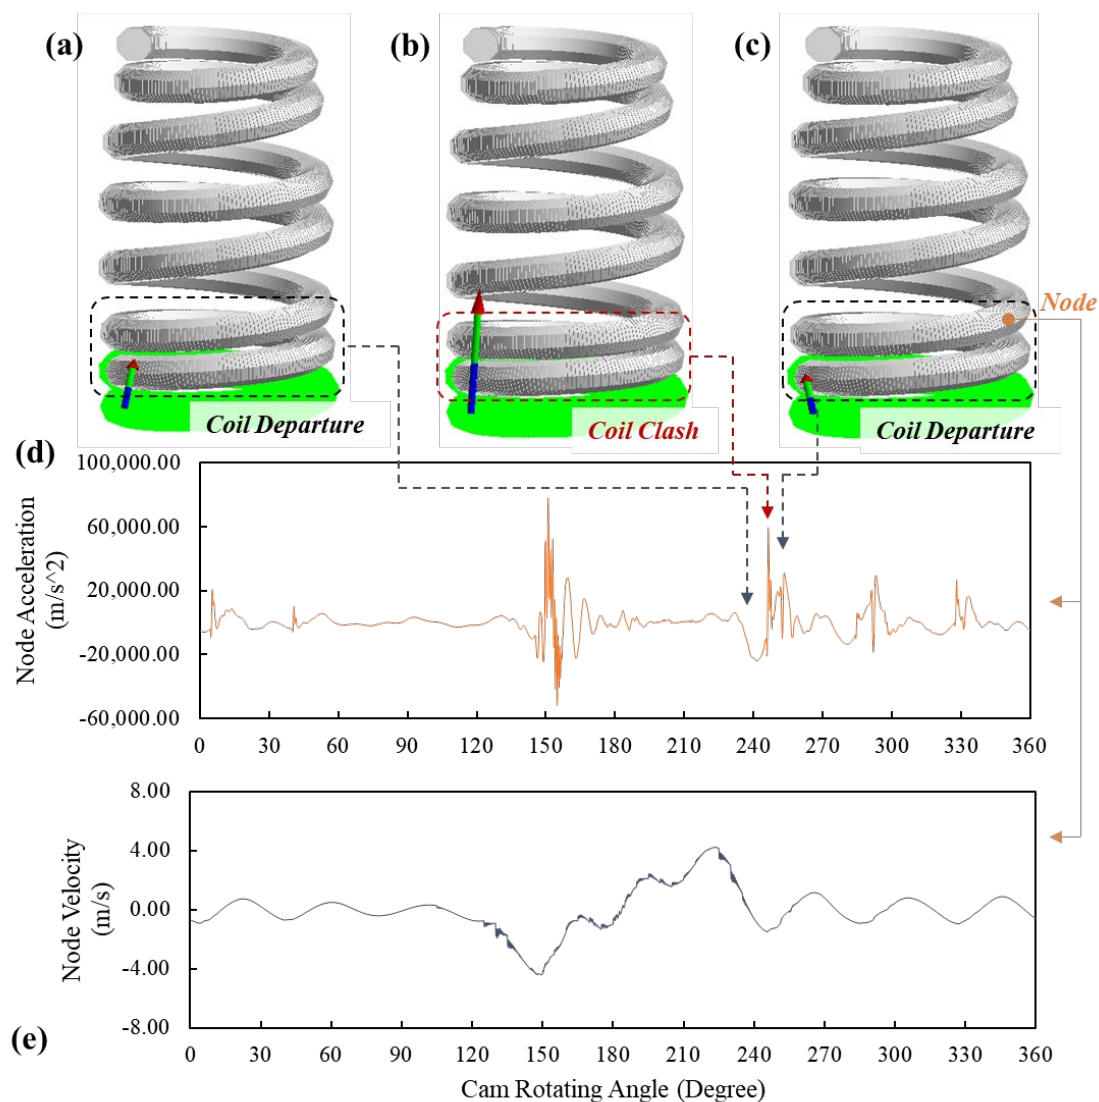 (a)
(b)
(c)
Node
Coil Departure
Coil Clash
Coil Departure
(d)
Node Acceleration
(m/s^2)
100,000.00
60,000.00
20,000.00
-20,000.00
-60,000.00
0 30 60 90 120 150 180 210 240 270 300 330 360
Node Velocity
(m/s)
8.00
4.00
0.00
-4.00
-8.00
(e)
0 30 60 90 120 150 180 210 240 270 300 330 360
Cam Rotating Angle (Degree)